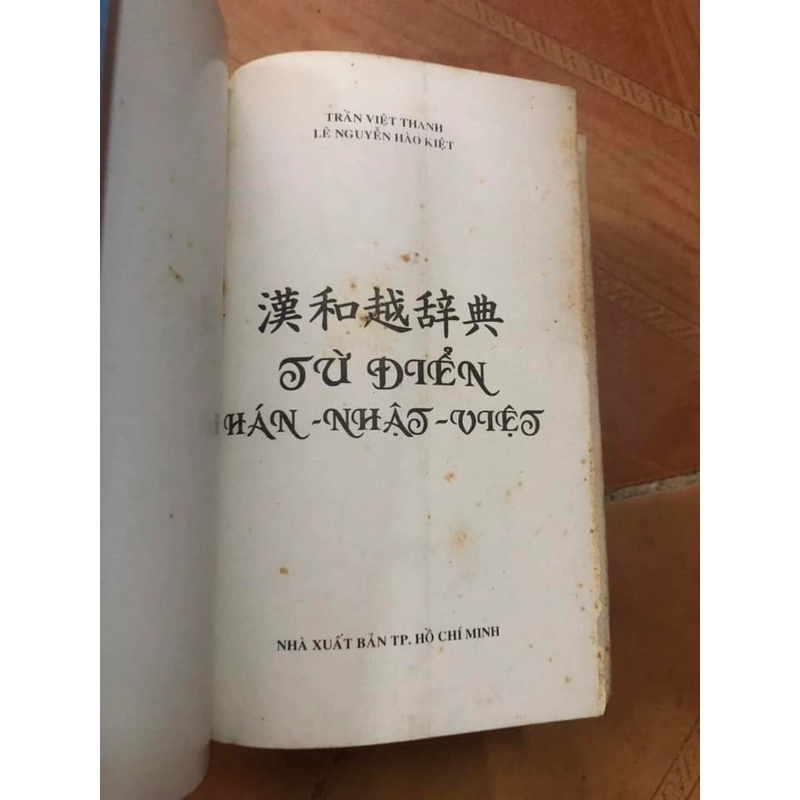 TRẦN VIỆT THANH
LÊ NGUYỄN HÀO KIỆT
漢和越辞典
TỪ ĐIỂN
HÁN -NHẬT-VIỆT
NHÀ XUẤT BẢN TP. HỒ CHÍ MINH